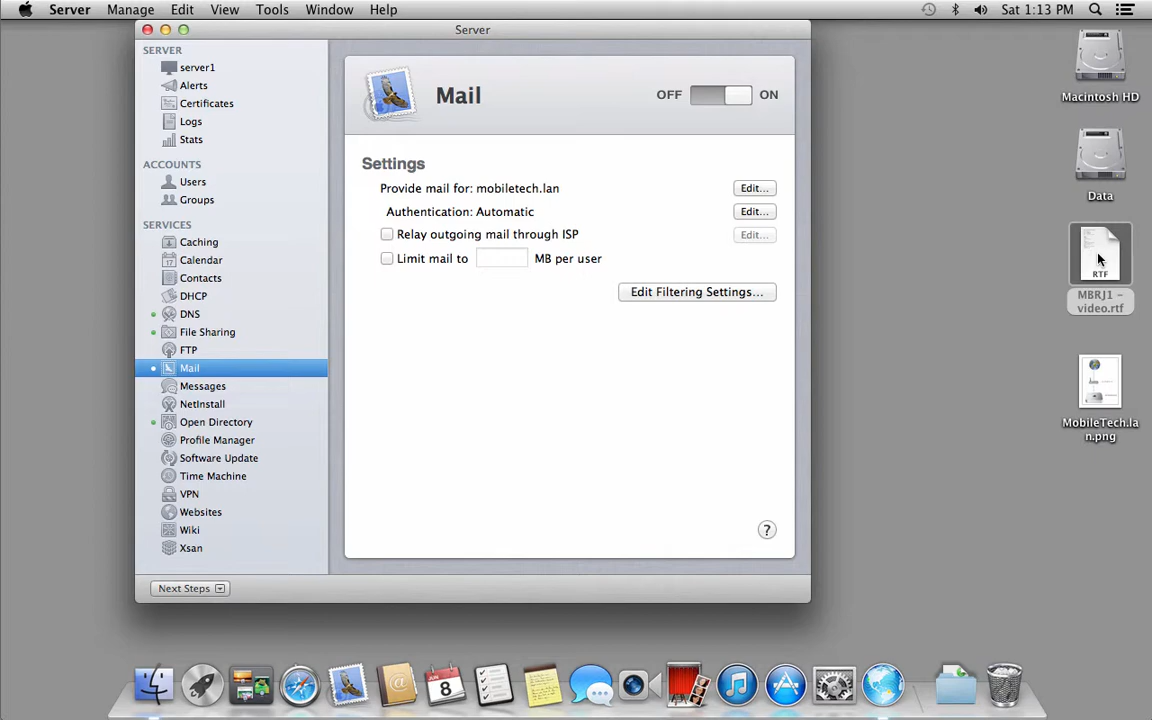 Server Manage Edit View Tools Window Help
Sat 1:13 PM
Server
SERVER
server1
Alerts
Certificates
Logs
Stats
ACCOUNTS
Users
Groups
SERVICES
Caching
Calendar
Contacts
DHCP
DNS
File Sharing
FTP
Mail
Messages
NetInstall
Open Directory
Profile Manager
Software Update
Time Machine
VPN
Websites
Wiki
Xsan
Next Steps
Mail
OFF ON
Settings
Provide mail for: mobiletech.lan Edit...
Authentication: Automatic Edit...
Relay outgoing mail through ISP Edit...
Limit mail to MB per user
Edit Filtering Settings...
?
Macintosh HD
Data
RTF
MBRJ1 -
video.rtf
MobileTech.la
n.png
8